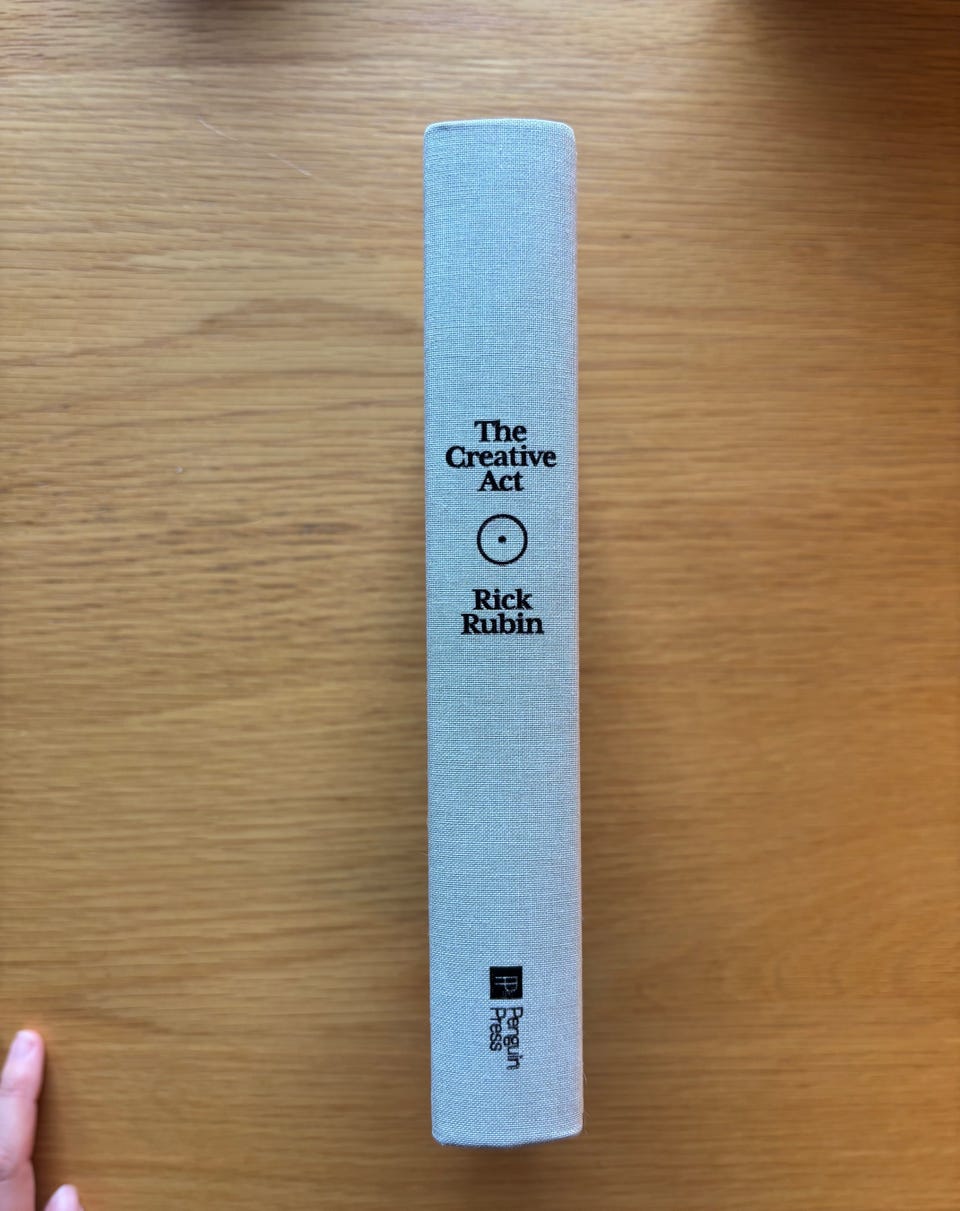 The
Creative
Act
Rick
Rubin
Penguin
Press